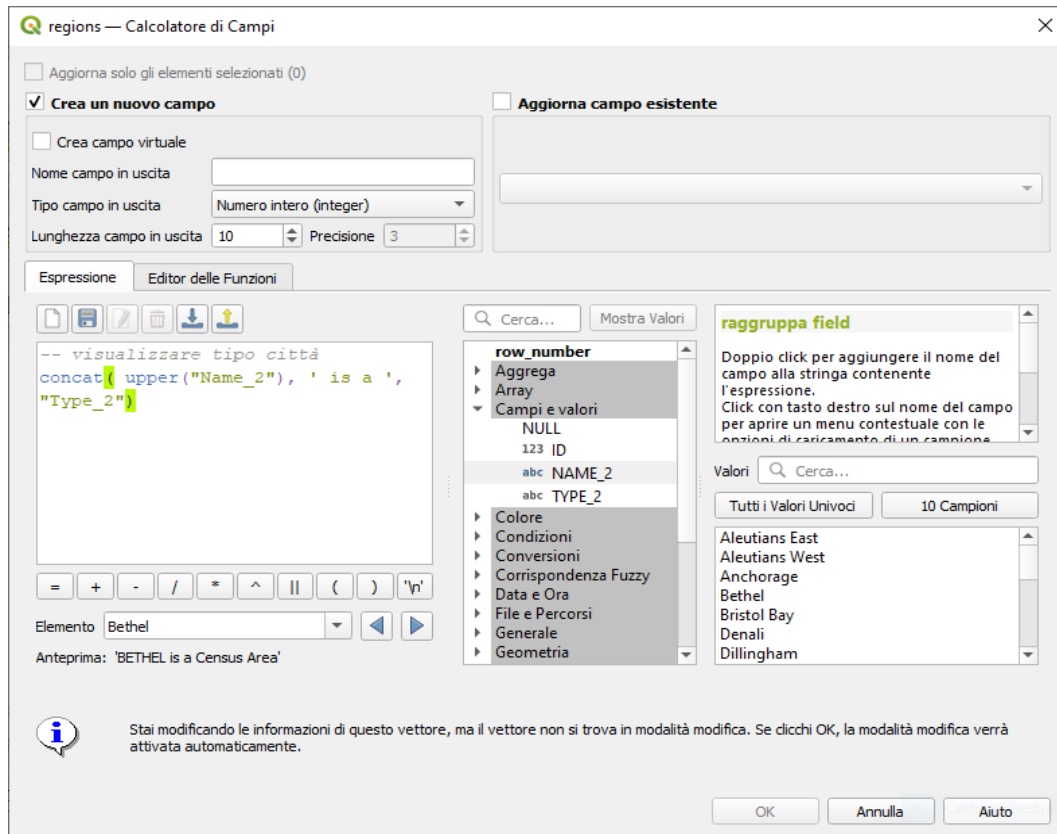 regions — Calcolatore di Campi
Aggiorna solo gli elementi selezionati (0)
Crea un nuovo campo
Aggiorna campo esistente
Crea campo virtuale
Nome campo in uscita
Tipo campo in uscita Numero intero (integer)
Lunghezza campo in uscita 10 Precisione 3
Espressione Editor delle Funzioni
-- visualizzare tipo città
concat( upper("Name_2"), ' is a ',
"Type_2")
= + - / * ^ || ( ) '\n'
Elemento Bethel
Anteprima: 'BETHEL is a Census Area'
Cerca... Mostra Valori
row_number
Aggrega
Array
Campi e valori
NULL
123 ID
abc NAME_2
abc TYPE_2
Colore
Condizioni
Conversioni
Corrispondenza Fuzzy
Data e Ora
File e Percorsi
Generale
Geometria
raggruppa field
Doppio click per aggiungere il nome del
campo alla stringa contenente
l'espressione.
Click con tasto destro sul nome del campo
per aprire un menu contestuale con le
opzioni di caricamento di un campione
Valori Cerca...
Tutti i Valori Univoci 10 Campioni
Aleutians East
Aleutians West
Anchorage
Bethel
Bristol Bay
Denali
Dillingham
Stai modificando le informazioni di questo vettore, ma il vettore non si trova in modalità modifica. Se clicchi OK, la modalità modifica verrà
attivata automaticamente.
OK Annulla Aiuto